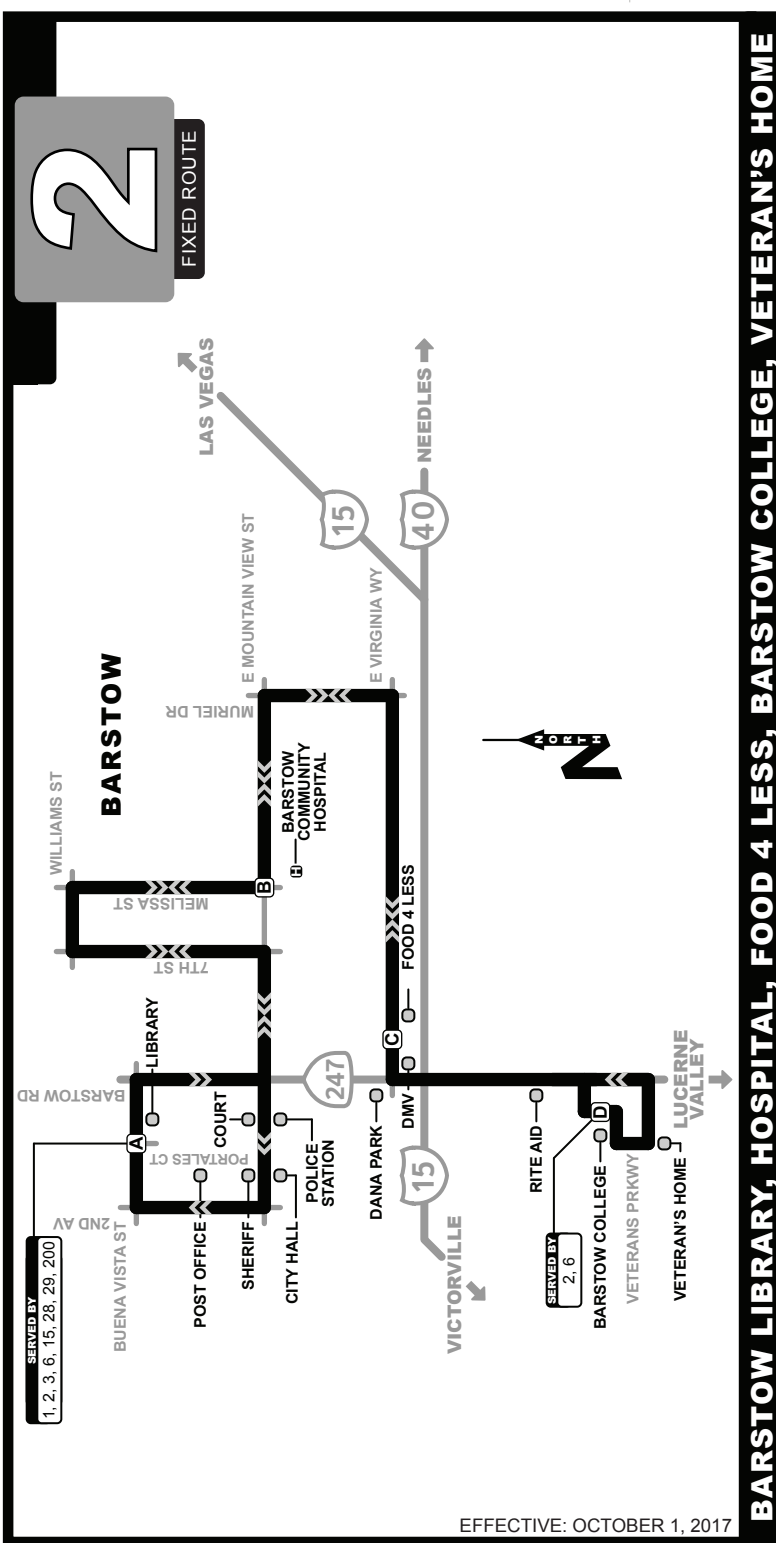 2
FIXED ROUTE
BARSTOW
WILLIAMS ST
MELISSA ST
7TH ST
MURIEL DR
E MOUNTAIN VIEW ST
E VIRGINIA WY
LAS VEGAS
15
40
NEEDLES
B
H
BARSTOW
COMMUNITY
HOSPITAL
SERVED BY
1, 2, 3, 6, 15, 28, 29, 200
BARSTOW RD
LIBRARY
A
PORTALES CT
BUENA VISTA ST
2ND AV
COURT
POST OFFICE
SHERIFF
CITY HALL
POLICE
STATION
247
C
FOOD 4 LESS
DMV
DANA PARK
15
VICTORVILLE
RITE AID
SERVED BY
2, 6
D
BARSTOW COLLEGE
VETERANS PRKWY
VETERAN'S HOME
LUCERNE
VALLEY
NORTH
N
EFFECTIVE: OCTOBER 1, 2017
BARSTOW LIBRARY, HOSPITAL, FOOD 4 LESS, BARSTOW COLLEGE, VETERAN'S HOME